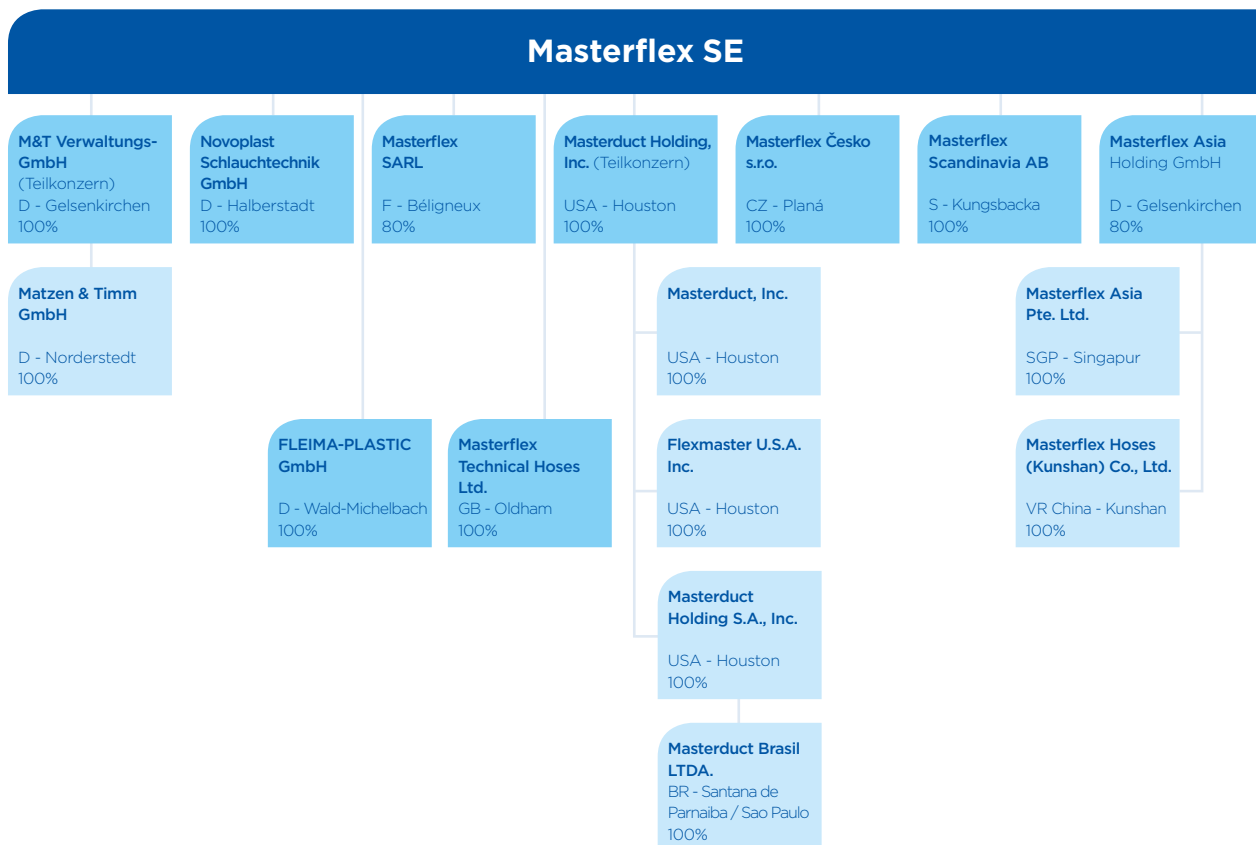 Masterflex SE
M&T Verwaltungs-
GmbH
(Teilkonzern)
D - Gelsenkirchen
100%
Novoplast
Schlauchtechnik
GmbH
D - Halberstadt
100%
Masterflex
SARL
F - Béligneux
80%
Masterduct Holding,
Inc. (Teilkonzern)
USA - Houston
100%
Masterflex Česko
s.r.o.
CZ - Planá
100%
Masterflex
Scandinavia AB
S - Kungsbacka
100%
Masterflex Asia
Holding GmbH
D - Gelsenkirchen
80%
Matzen & Timm
GmbH
D - Norderstedt
100%
Masterduct, Inc.
USA - Houston
100%
Masterflex Asia
Pte. Ltd.
SGP - Singapur
100%
FLEIMA-PLASTIC
GmbH
D - Wald-Michelbach
100%
Masterflex
Technical Hoses
Ltd.
GB - Oldham
100%
Flexmaster U.S.A.
Inc.
USA - Houston
100%
Masterflex Hoses
(Kunshan) Co., Ltd.
VR China - Kunshan
100%
Masterduct
Holding S.A., Inc.
USA - Houston
100%
Masterduct Brasil
LTDA.
BR - Santana de
Parnaiba / Sao Paulo
100%